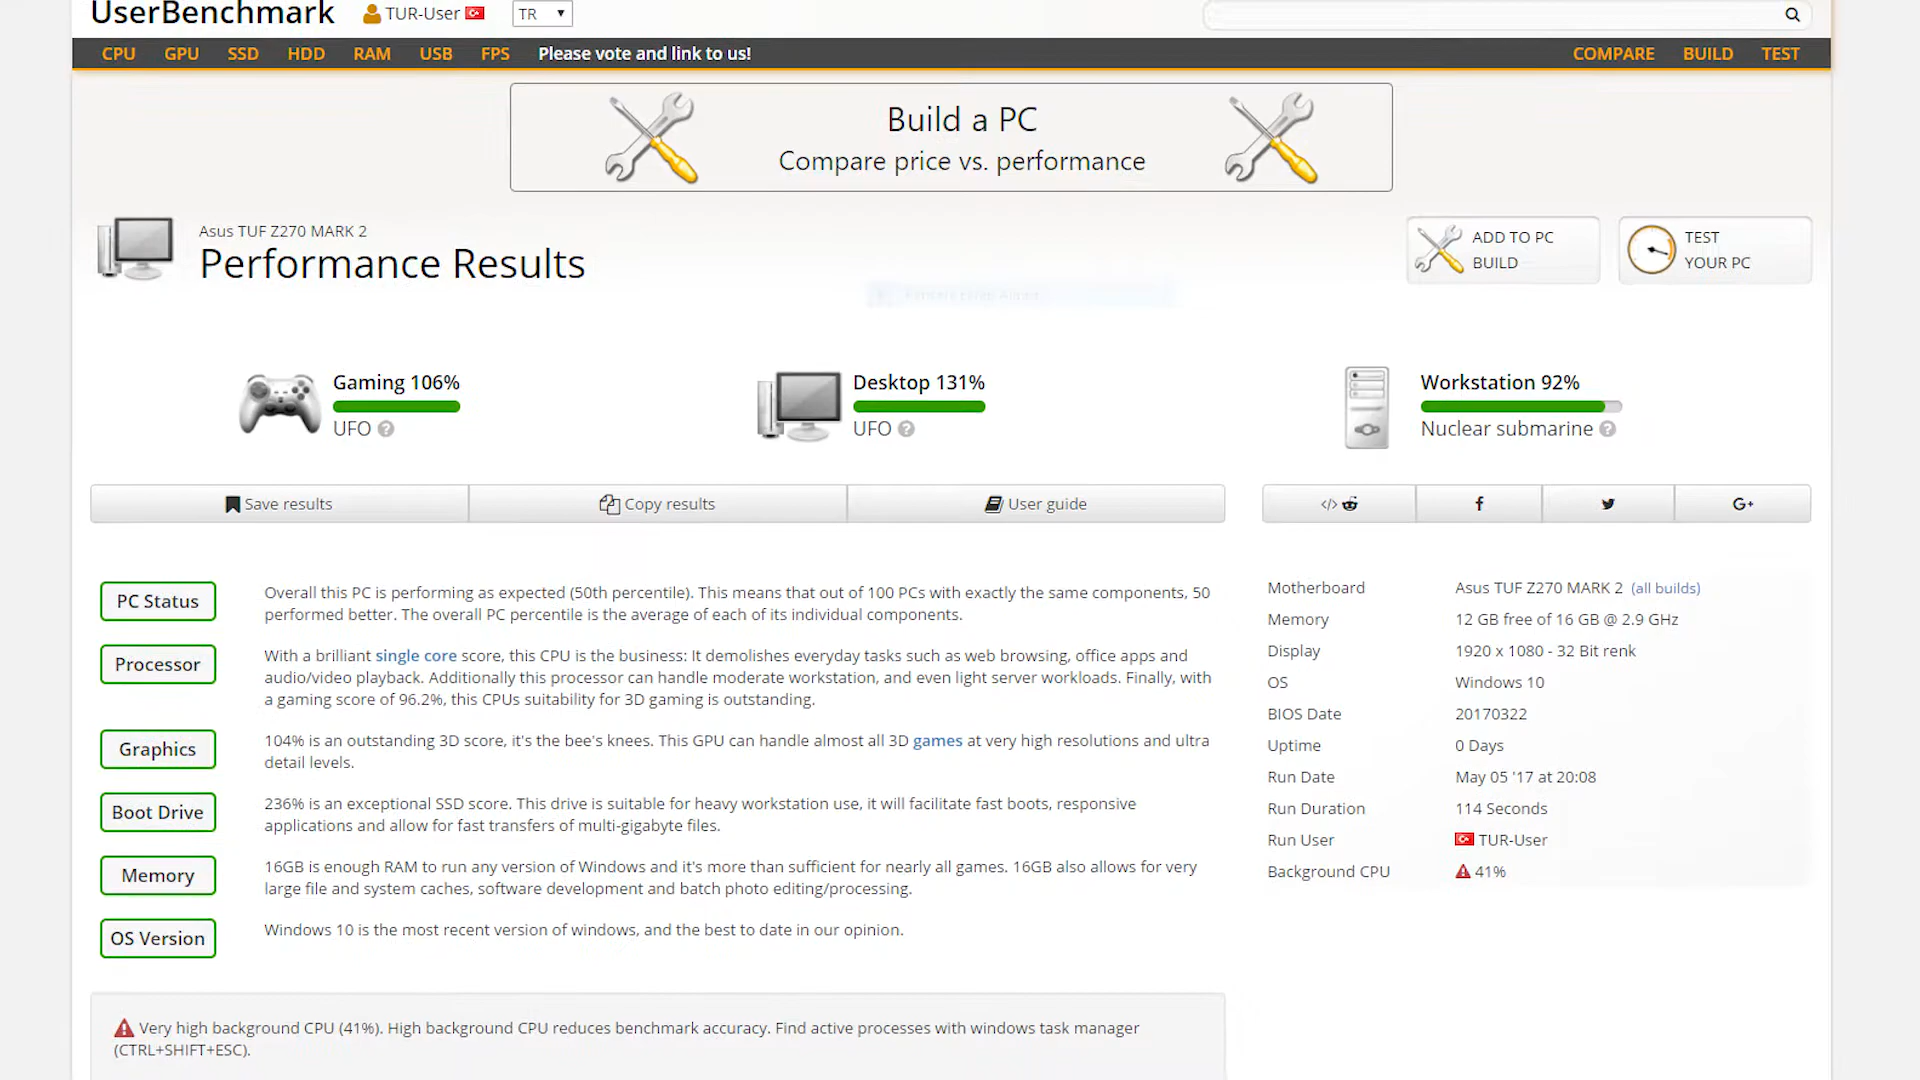 UserBenchmark TUR-User TR
CPU GPU SSD HDD RAM USB FPS Please vote and link to us! COMPARE BUILD TEST
Build a PC
Compare price vs. performance
Asus TUF Z270 MARK 2
Performance Results
ADD TO PC
BUILD
TEST
YOUR PC
Gaming 106%
UFO
Desktop 131%
UFO
Workstation 92%
Nuclear submarine
Save results
Copy results
User guide
PC Status
Overall this PC is performing as expected (50th percentile). This means that out of 100 PCs with exactly the same components, 50
performed better. The overall PC percentile is the average of each of its individual components.
Processor
With a brilliant single core score, this CPU is the business: It demolishes everyday tasks such as web browsing, office apps and
audio/video playback. Additionally this processor can handle moderate workstation, and even light server workloads. Finally, with
a gaming score of 96.2%, this CPUs suitability for 3D gaming is outstanding.
Graphics
104% is an outstanding 3D score, it's the bee's knees. This GPU can handle almost all 3D games at very high resolutions and ultra
detail levels.
Boot Drive
236% is an exceptional SSD score. This drive is suitable for heavy workstation use, it will facilitate fast boots, responsive
applications and allow for fast transfers of multi-gigabyte files.
Memory
16GB is enough RAM to run any version of Windows and it's more than sufficient for nearly all games. 16GB also allows for very
large file and system caches, software development and batch photo editing/processing.
OS Version
Windows 10 is the most recent version of windows, and the best to date in our opinion.
Motherboard Asus TUF Z270 MARK 2 (all builds)
Memory 12 GB free of 16 GB @ 2.9 GHz
Display 1920 x 1080 - 32 Bit renk
OS Windows 10
BIOS Date 20170322
Uptime 0 Days
Run Date May 05 '17 at 20:08
Run Duration 114 Seconds
Run User TUR-User
Background CPU 41%
Very high background CPU (41%). High background CPU reduces benchmark accuracy. Find active processes with windows task manager
(CTRL+SHIFT+ESC).